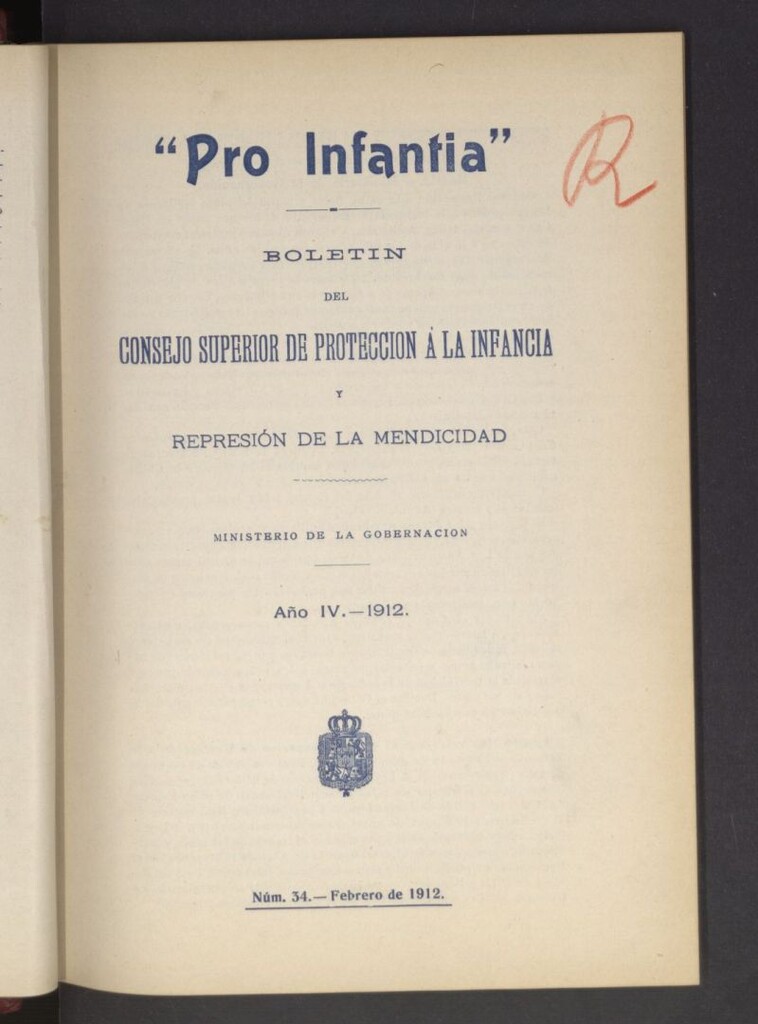 "Pro Infantia"
R
BOLETIN
DEL
CONSEJO SUPERIOR DE PROTECCION Á LA INFANCIA
Y
REPRESIÓN DE LA MENDICIDAD
MINISTERIO DE LA GOBERNACION
Año IV.—1912.
Núm. 34.—Febrero de 1912.